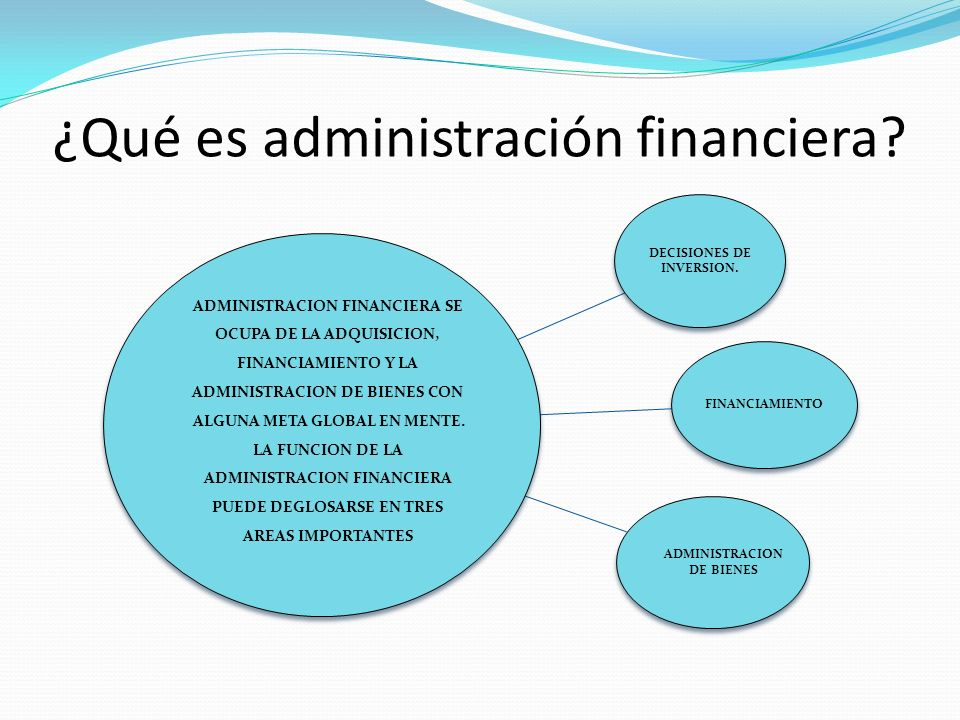 ¿Qué es administración financiera?
ADMINISTRACION FINANCIERA SE
OCUPA DE LA ADQUISICION,
FINANCIAMIENTO Y LA
ADMINISTRACION DE BIENES CON
ALGUNA META GLOBAL EN MENTE.
LA FUNCION DE LA
ADMINISTRACION FINANCIERA
PUEDE DEGLOSARSE EN TRES
AREAS IMPORTANTES
DECISIONES DE
INVERSION.
FINANCIAMIENTO
ADMINISTRACION
DE BIENES